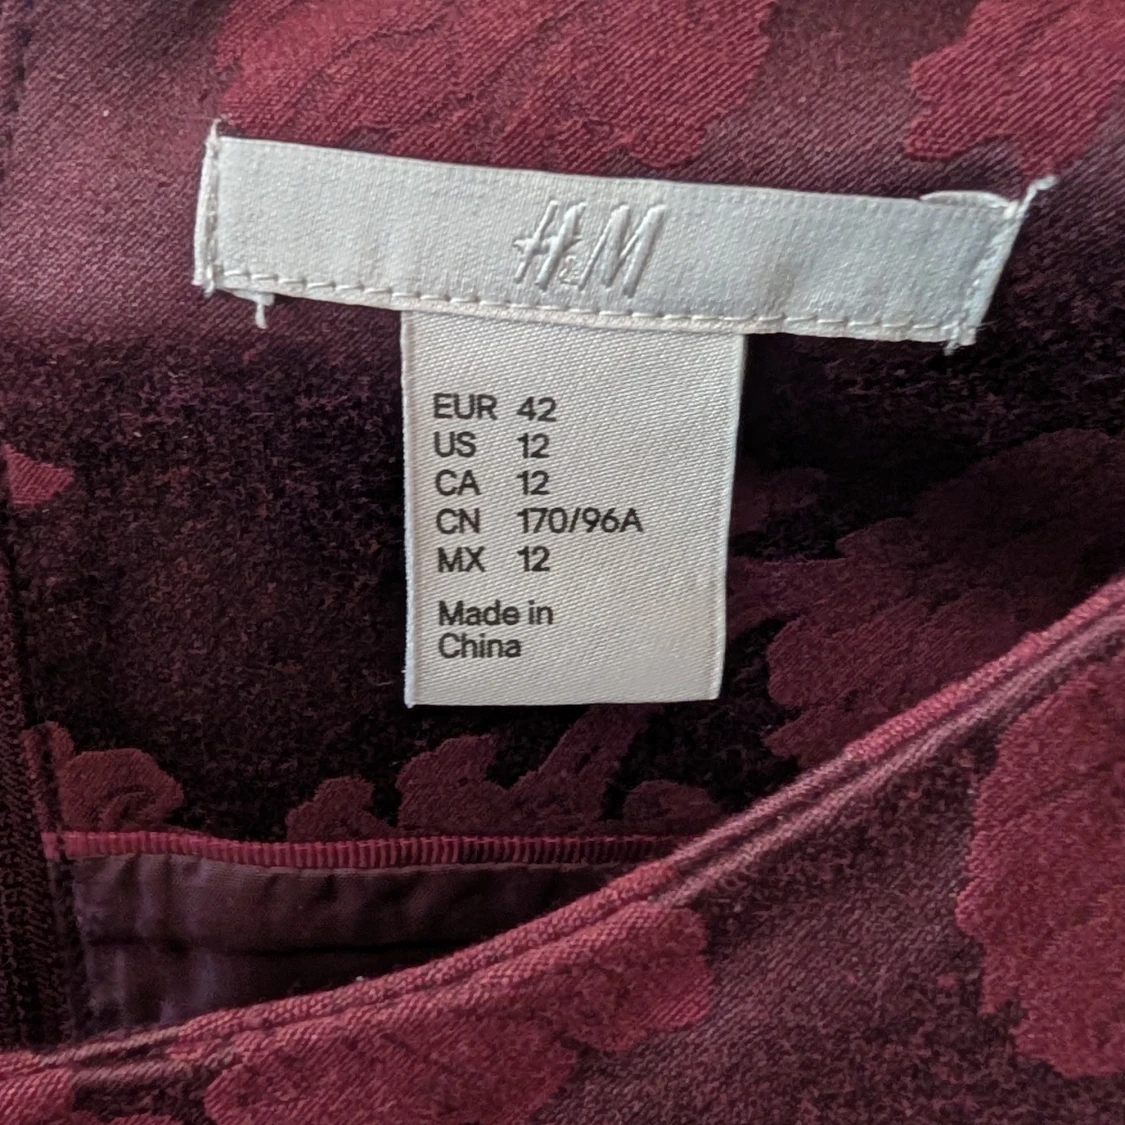 H&M
EUR 42
US 12
CA 12
CN 170/96A
MX 12
Made in
China